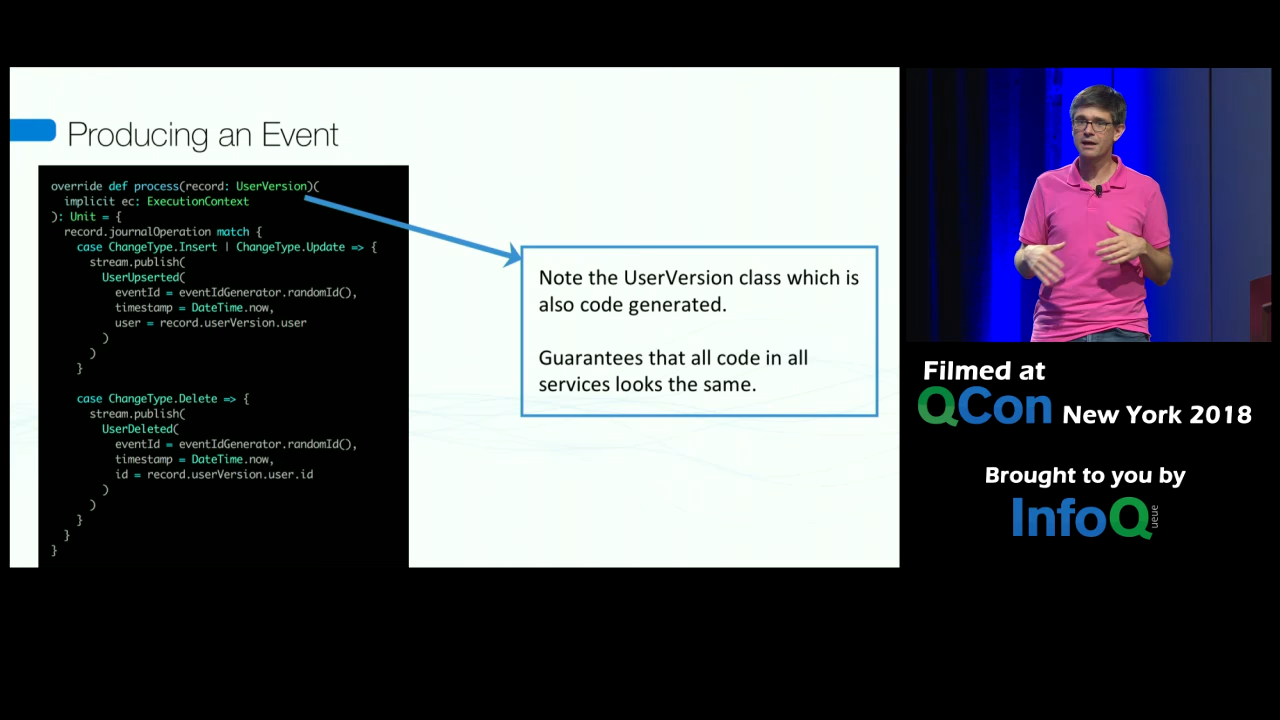 Producing an Event
override def process(record: UserVersion)(
  implicit ec: ExecutionContext
): Unit = {
  record.journalOperation match {
    case ChangeType.Insert | ChangeType.Update => {
      stream.publish(
        UserUpserted(
          eventId = eventIdGenerator.randomId(),
          timestamp = DateTime.now,
          user = record.userVersion.user
        )
      )
    }
    case ChangeType.Delete => {
      stream.publish(
        UserDeleted(
          eventId = eventIdGenerator.randomId(),
          timestamp = DateTime.now,
          id = record.userVersion.user.id
        )
      )
    }
  }
}
Note the UserVersion class which is
also code generated.
Guarantees that all code in all
services looks the same.
Filmed at
QCon New York 2018
Brought to you by
InfoQ
ueue